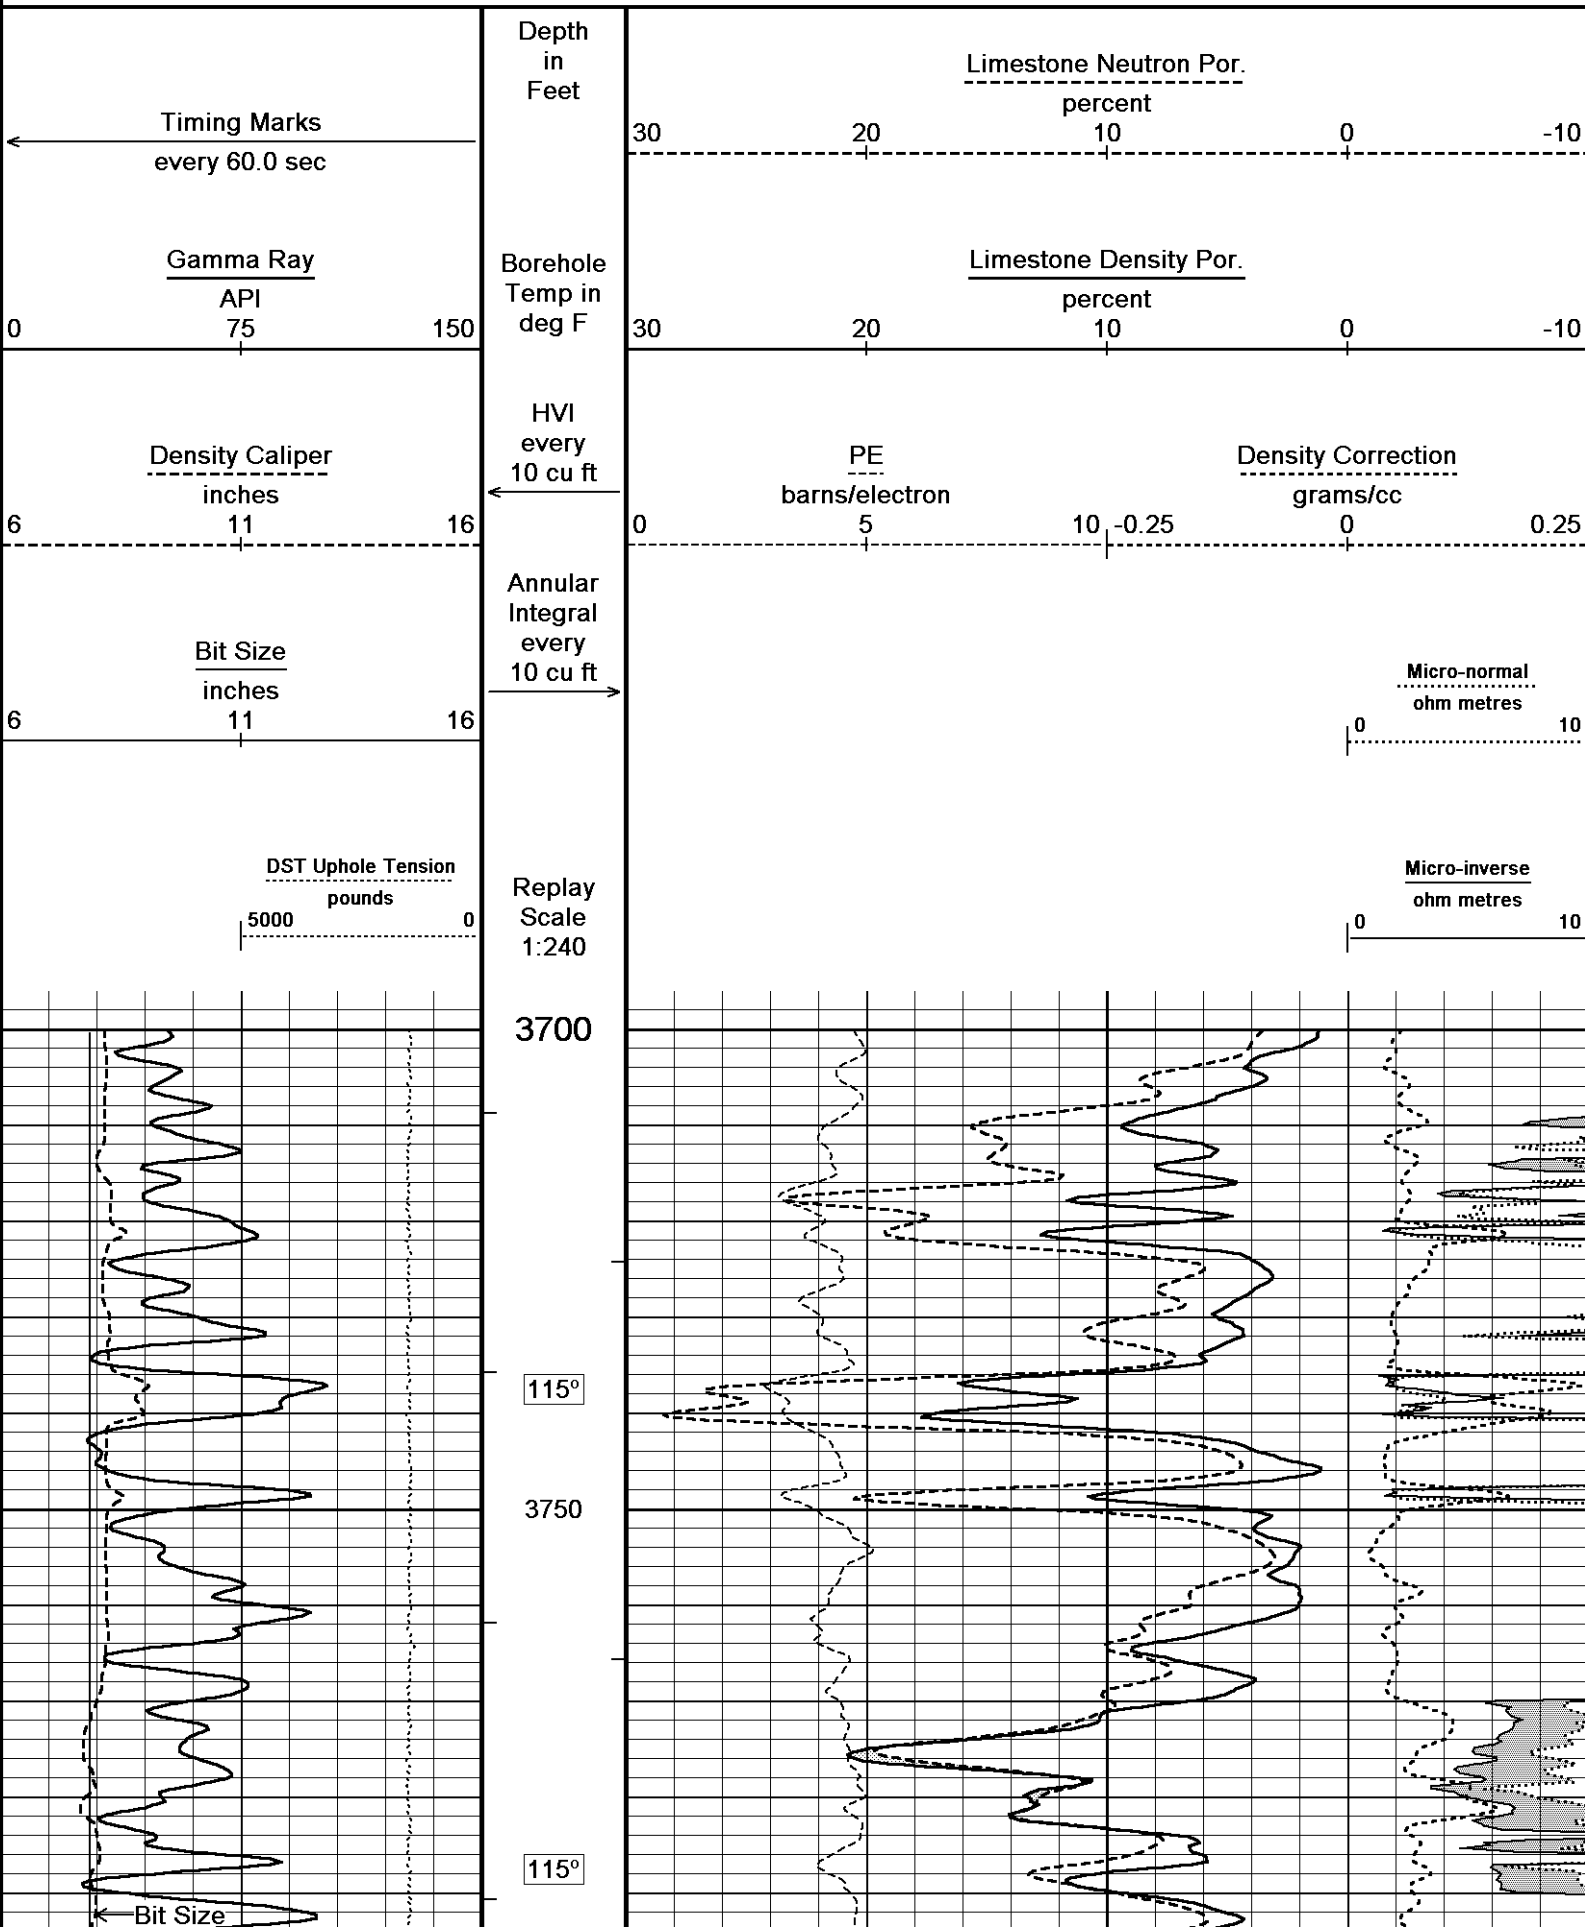 Depth
in
Feet
Limestone Neutron Por.
percent
30 20 10 0 -10
Timing Marks
every 60.0 sec
Gamma Ray
API
0 75 150
Borehole
Temp in
deg F
Limestone Density Por.
percent
30 20 10 0 -10
HVI
every
10 cu ft
Density Caliper
inches
6 11 16
PE
barns/electron
0 5 10
Density Correction
grams/cc
-0.25 0 0.25
Annular
Integral
every
10 cu ft
Bit Size
inches
6 11 16
Micro-normal
ohm metres
0 10
DST Uphole Tension
pounds
5000 0
Replay
Scale
1:240
Micro-inverse
ohm metres
0 10
3700
115º
3750
115º
Bit Size